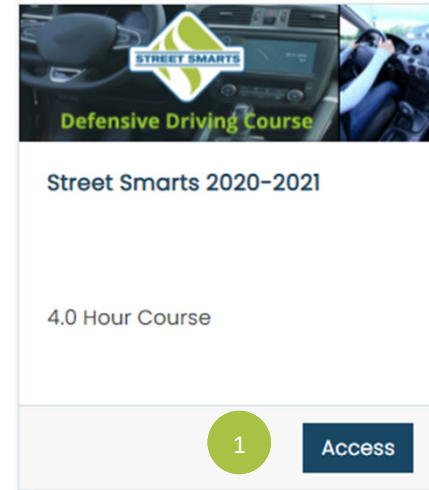 STREET SMARTS
Defensive Driving Course
Street Smarts 2020-2021
4.0 Hour Course
1
Access